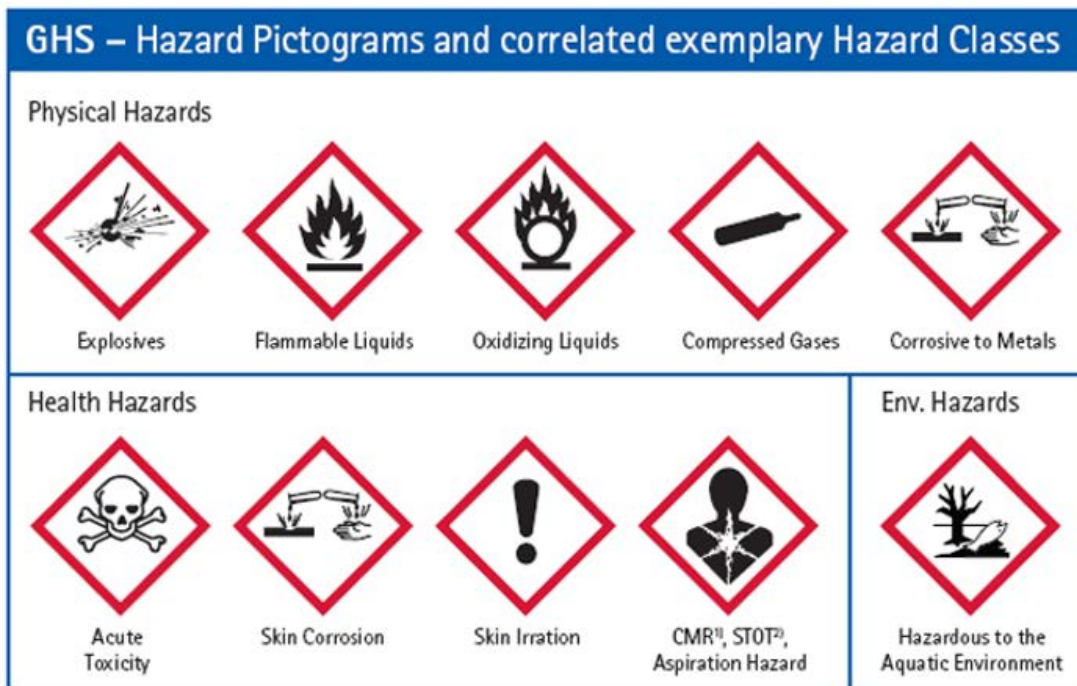 GHS – Hazard Pictograms and correlated exemplary Hazard Classes
Physical Hazards
Explosives
Flammable Liquids
Oxidizing Liquids
Compressed Gases
Corrosive to Metals
Health Hazards
Acute
Toxicity
Skin Corrosion
Skin Irration
CMR¹⁾, STOT²⁾,
Aspiration Hazard
Env. Hazards
Hazardous to the
Aquatic Environment